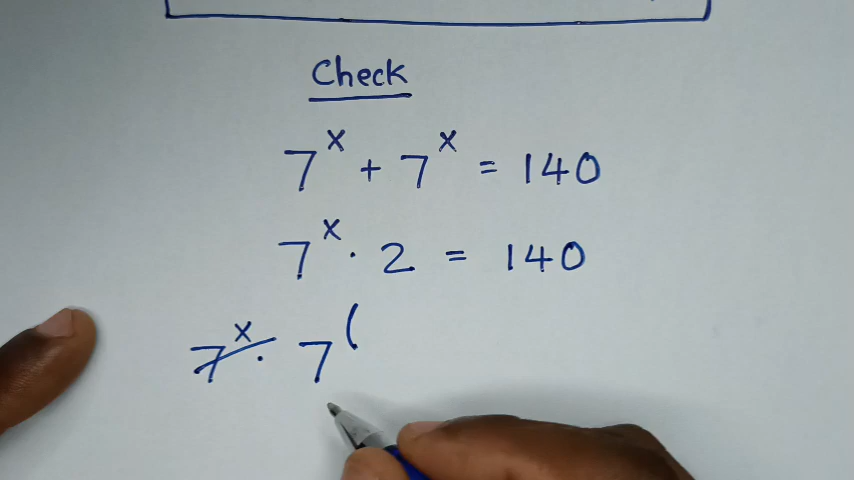 Check
7^x + 7^x = 140
7^x · 2 = 140
7^x · 7^(